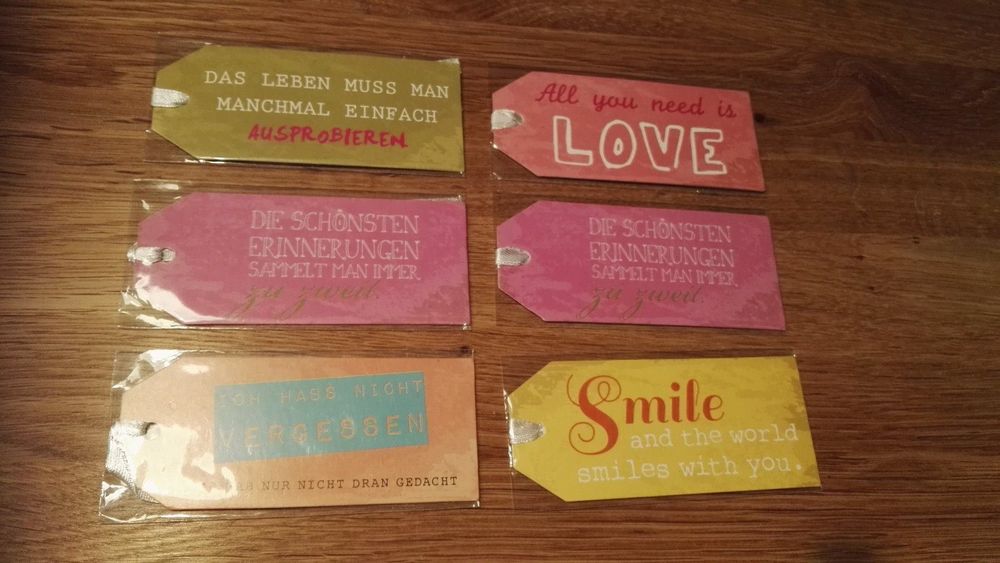 DAS LEBEN MUSS MAN
MANCHMAL EINFACH
AUSPROBIEREN
All you need is
LOVE
DIE SCHÖNSTEN
ERINNERUNGEN
SAMMELT MAN IMMER
zu zweit.
DIE SCHÖNSTEN
ERINNERUNGEN
SAMMELT MAN IMMER
zu zweit.
ICH HABS NICHT
VERGESSEN
HAB NUR NICHT DRAN GEDACHT
Smile
and the world
smiles with you.